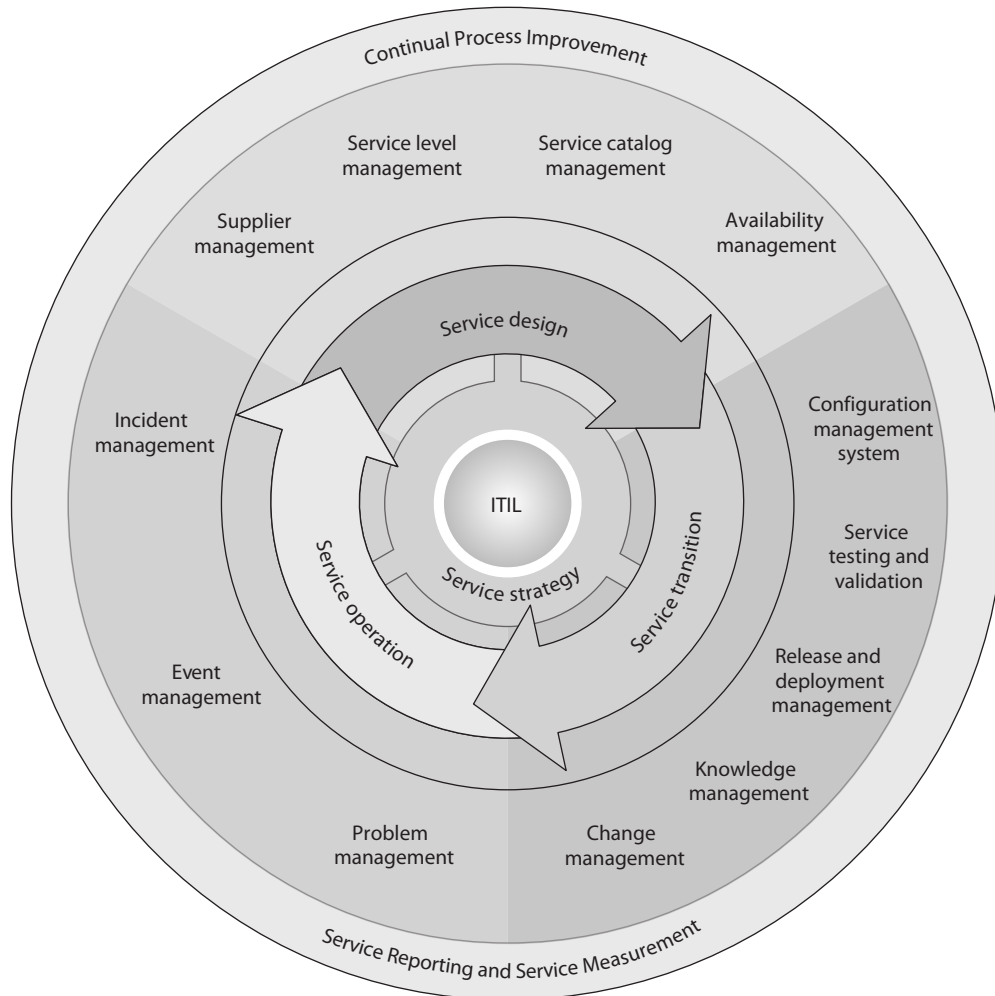 Continual Process Improvement
Service level
management
Service catalog
management
Supplier
management
Availability
management
Service design
Incident
management
Configuration
management
system
ITIL
Service
testing and
validation
Service strategy
Service operation
Service transition
Event
management
Release and
deployment
management
Knowledge
management
Problem
management
Change
management
Service Reporting and Service Measurement